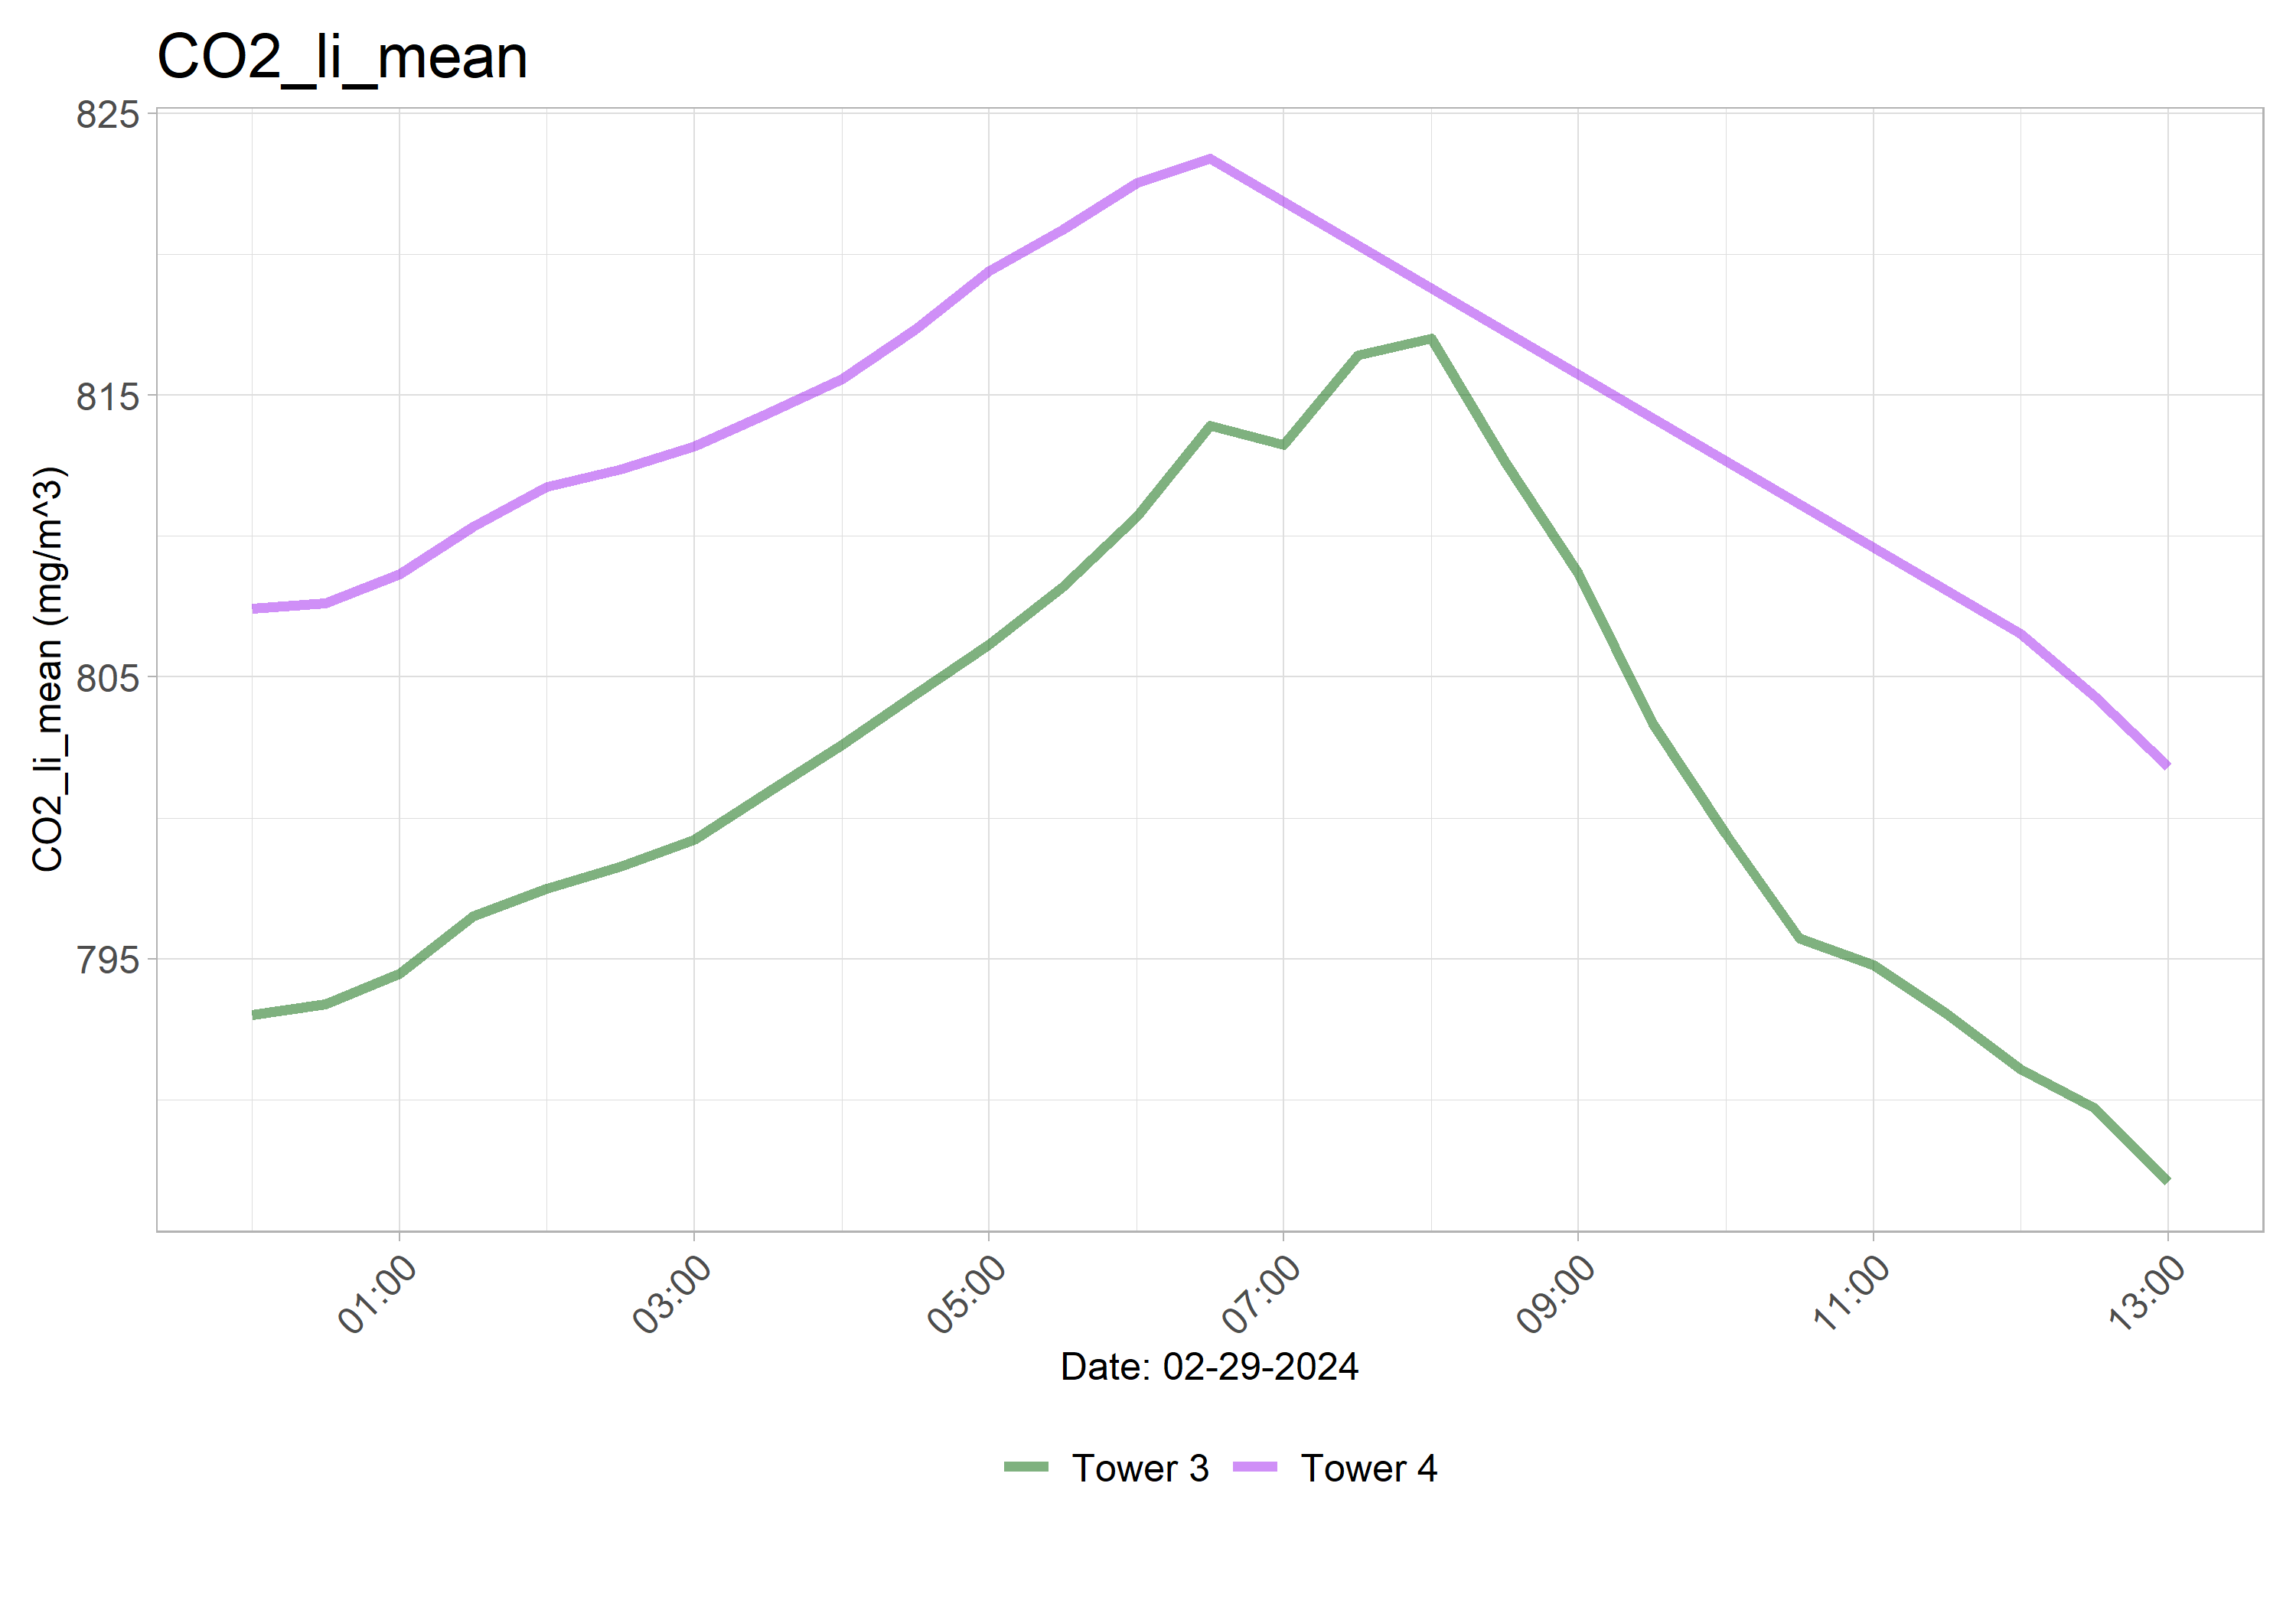 CO2_li_mean
825
815
805
795
CO2_li_mean (mg/m^3)
01:00
03:00
05:00
07:00
09:00
11:00
13:00
Date: 02-29-2024
Tower 3
Tower 4